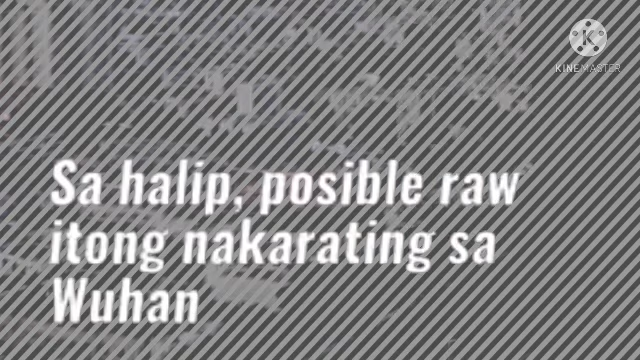 KINEMASTER
Sa halip, posible raw
itong nakarating sa
Wuhan